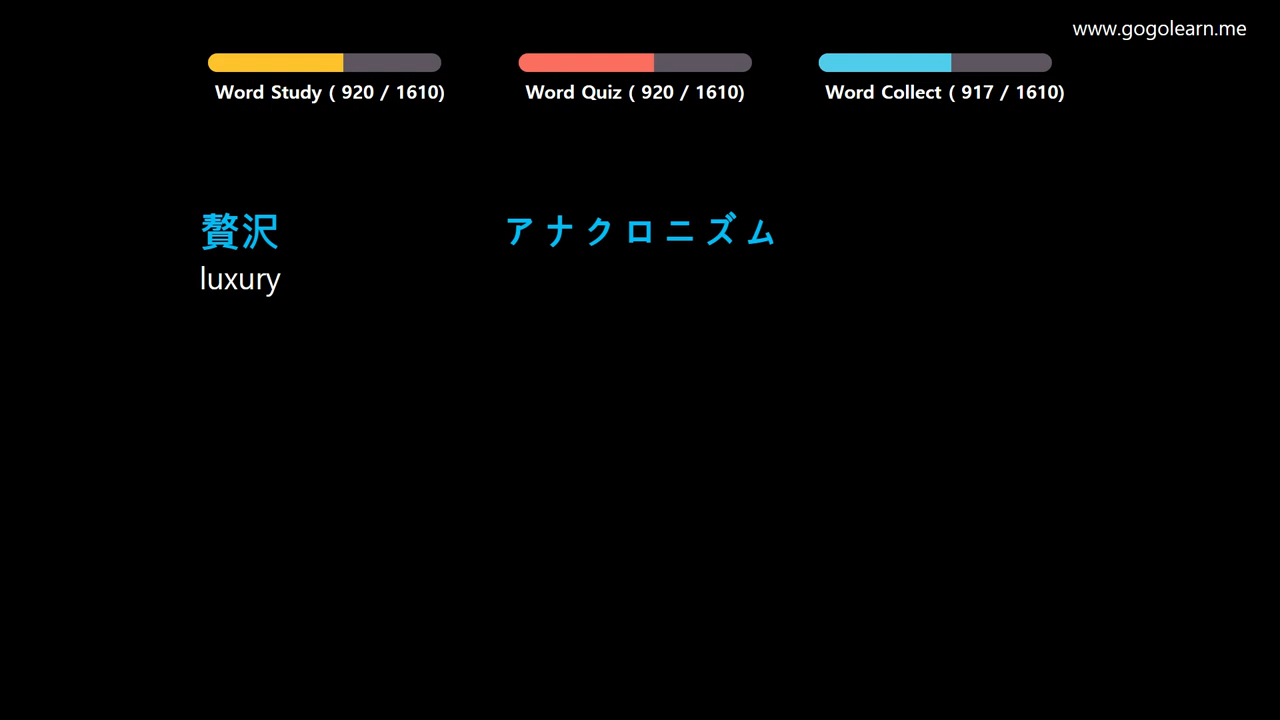 www.gogolearn.me
Word Study ( 920 / 1610)
Word Quiz ( 920 / 1610)
Word Collect ( 917 / 1610)
贅沢
luxury
アナクロニズム